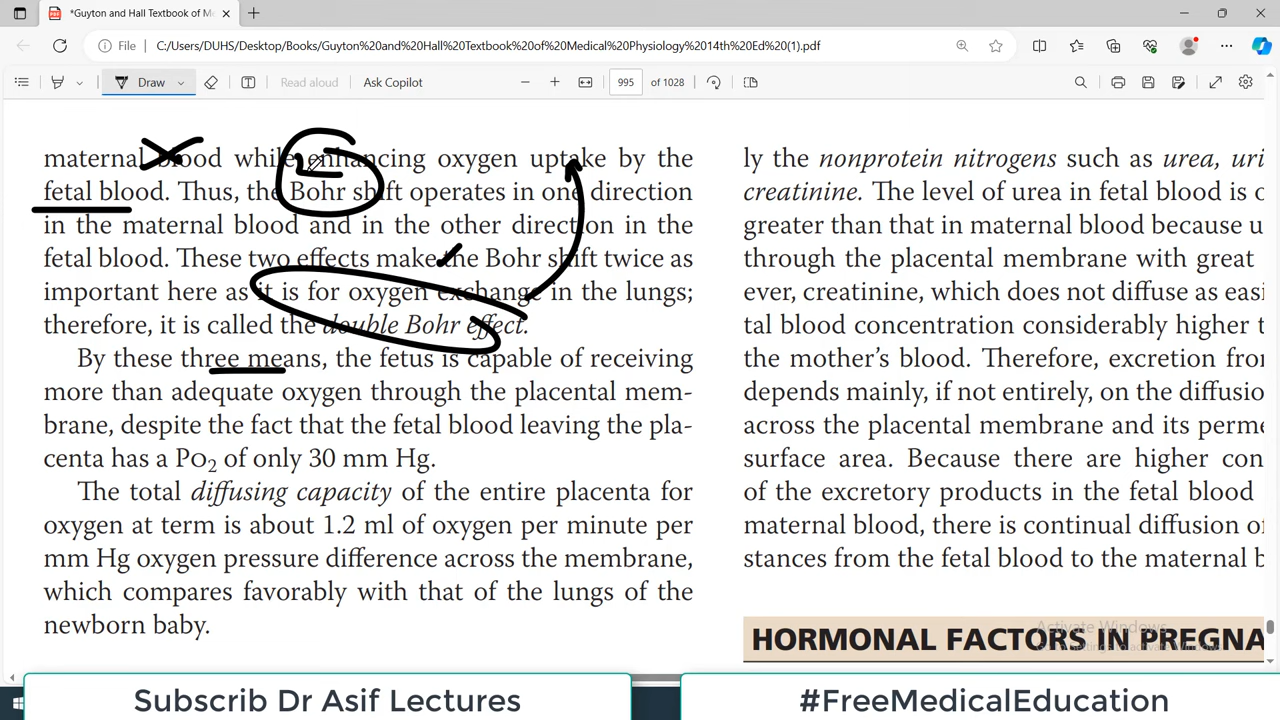 *Guyton and Hall Textbook of Me
File
C:/Users/DUHS/Desktop/Books/Guyton%20and%20Hall%20Textbook%20of%20Medical%20Physiology%2014th%20Ed%20(1).pdf
Draw
Read aloud
Ask Copilot
995
of 1028
maternal blood while enhancing oxygen uptake by the
fetal blood. Thus, the Bohr shift operates in one direction
in the maternal blood and in the other direction in the
fetal blood. These two effects make the Bohr shift twice as
important here as it is for oxygen exchange in the lungs;
therefore, it is called the double Bohr effect.
By these three means, the fetus is capable of receiving
more than adequate oxygen through the placental mem-
brane, despite the fact that the fetal blood leaving the pla-
centa has a PO2 of only 30 mm Hg.
The total diffusing capacity of the entire placenta for
oxygen at term is about 1.2 ml of oxygen per minute per
mm Hg oxygen pressure difference across the membrane,
which compares favorably with that of the lungs of the
newborn baby.
ly the nonprotein nitrogens such as urea, uri
creatinine. The level of urea in fetal blood is o
greater than that in maternal blood because u
through the placental membrane with great
ever, creatinine, which does not diffuse as easi
tal blood concentration considerably higher t
the mother's blood. Therefore, excretion fro
depends mainly, if not entirely, on the diffusio
across the placental membrane and its perme
surface area. Because there are higher con
of the excretory products in the fetal blood
maternal blood, there is continual diffusion o
stances from the fetal blood to the maternal b
HORMONAL FACTORS IN PREGNA
Activate Windows
Go to Settings to activate Windows.
Subscrib Dr Asif Lectures
#FreeMedicalEducation